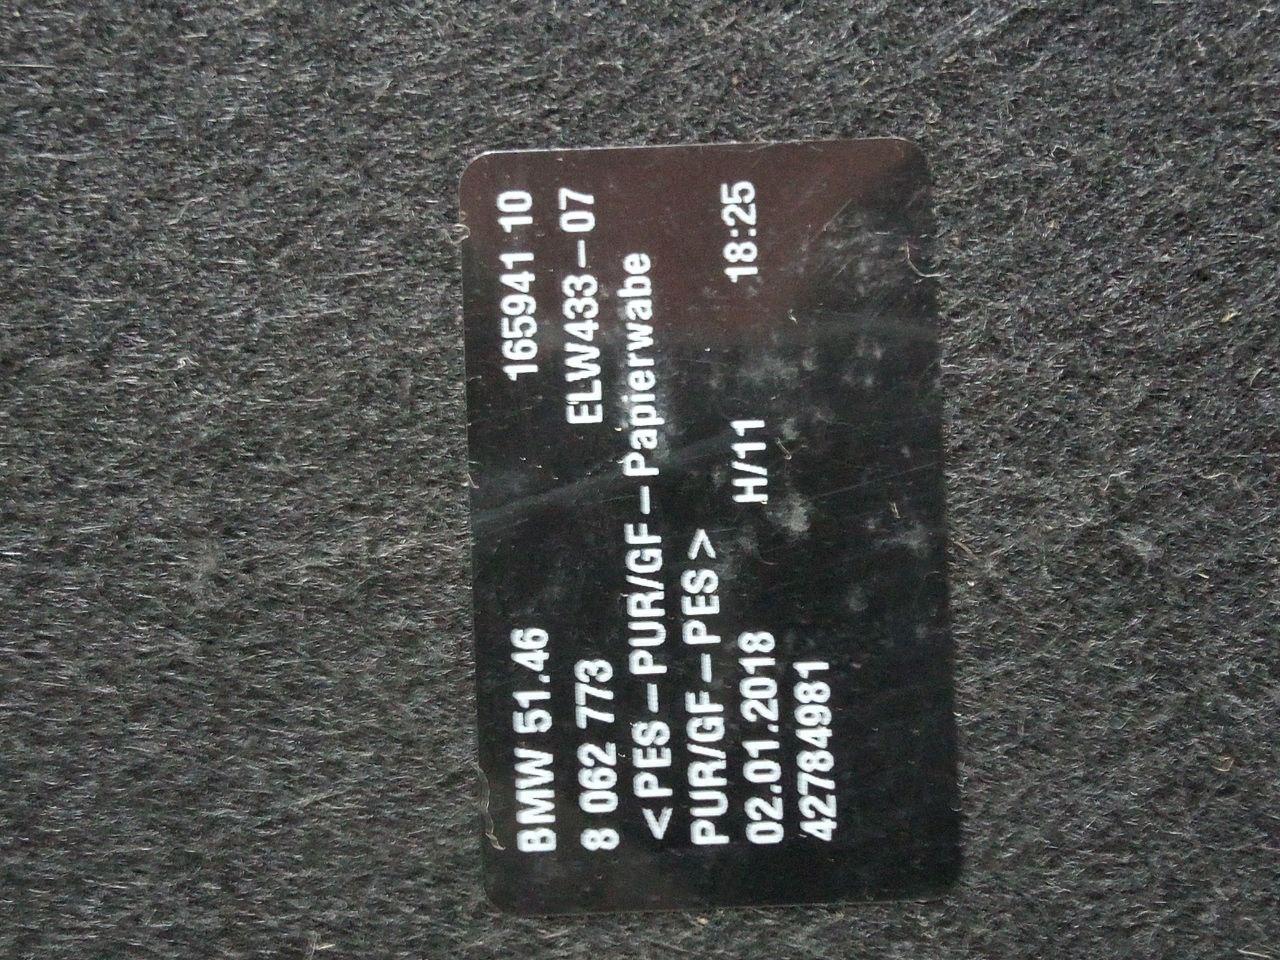 BMW 51.46 165941 10
8 062 773 ELW433-07
<PES-PUR/GF-Papierwabe
PUR/GF-PES>
02.01.2018 H/11 18:25
42784981